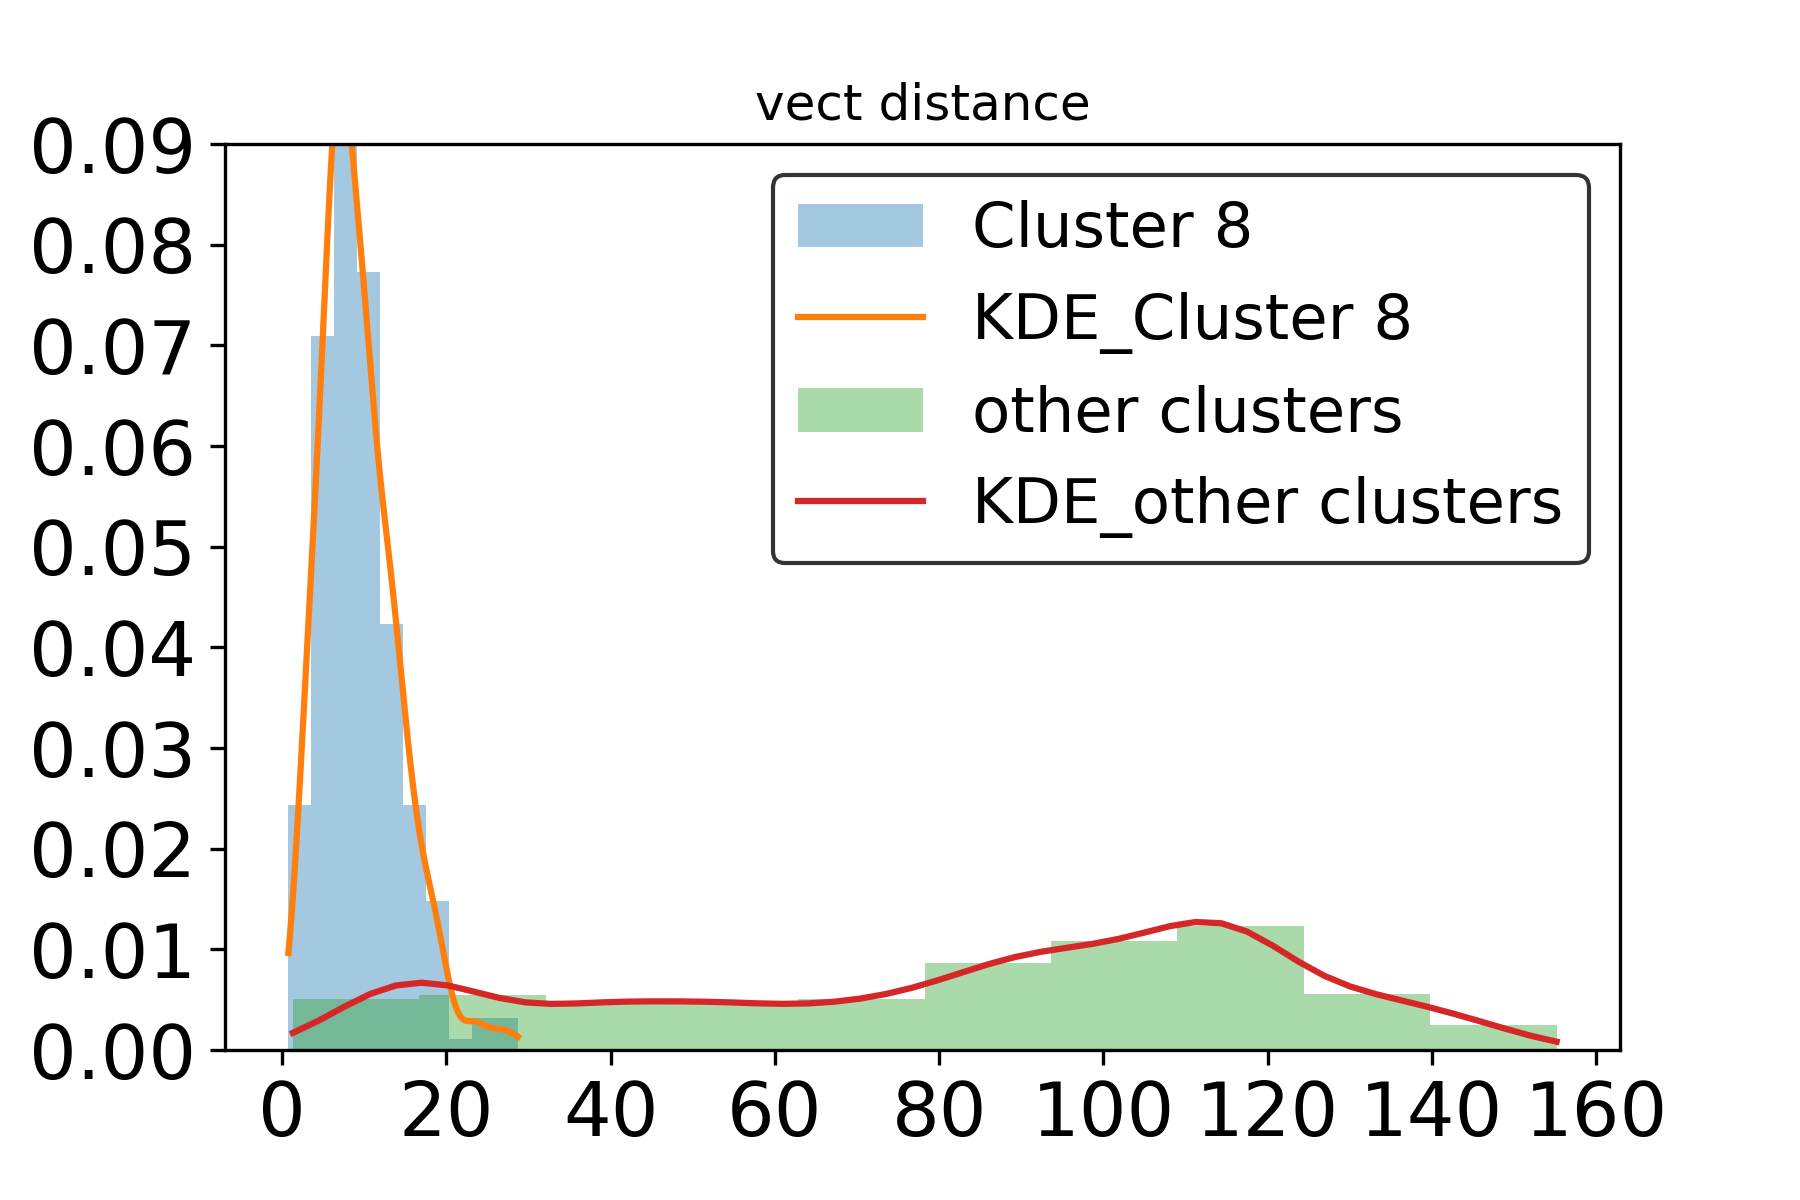 vect distance
0.09
0.08
0.07
0.06
0.05
0.04
0.03
0.02
0.01
0.00
Cluster 8
KDE_Cluster 8
other clusters
KDE_other clusters
0 20 40 60 80 100 120 140 160